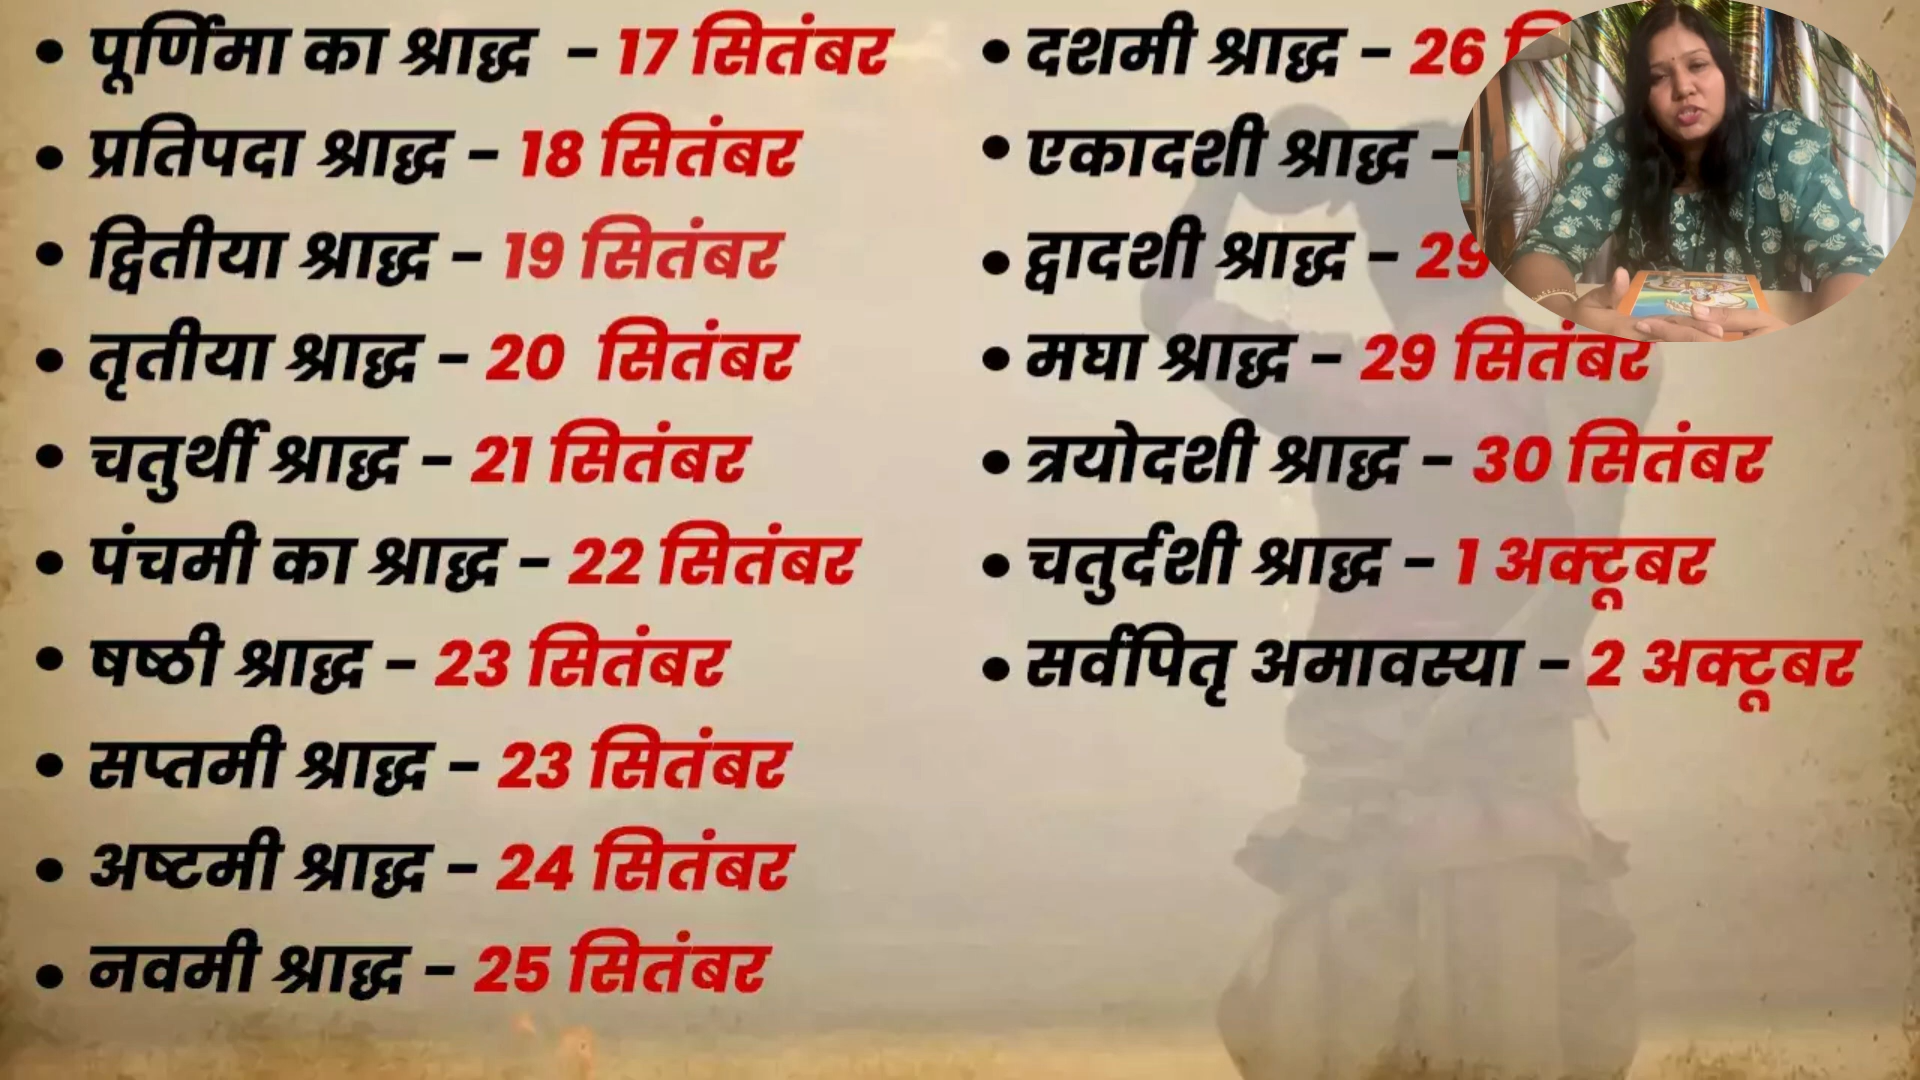 • पूर्णिमा का श्राद्ध - 17 सितंबर
• प्रतिपदा श्राद्ध - 18 सितंबर
• द्वितीया श्राद्ध - 19 सितंबर
• तृतीया श्राद्ध - 20 सितंबर
• चतुर्थी श्राद्ध - 21 सितंबर
• पंचमी का श्राद्ध - 22 सितंबर
• षष्ठी श्राद्ध - 23 सितंबर
• सप्तमी श्राद्ध - 23 सितंबर
• अष्टमी श्राद्ध - 24 सितंबर
• नवमी श्राद्ध - 25 सितंबर
• दशमी श्राद्ध - 26
• एकादशी श्राद्ध -
• द्वादशी श्राद्ध - 29
• मघा श्राद्ध - 29 सितंबर
• त्रयोदशी श्राद्ध - 30 सितंबर
• चतुर्दशी श्राद्ध - 1 अक्टूबर
• सर्वपितृ अमावस्या - 2 अक्टूबर